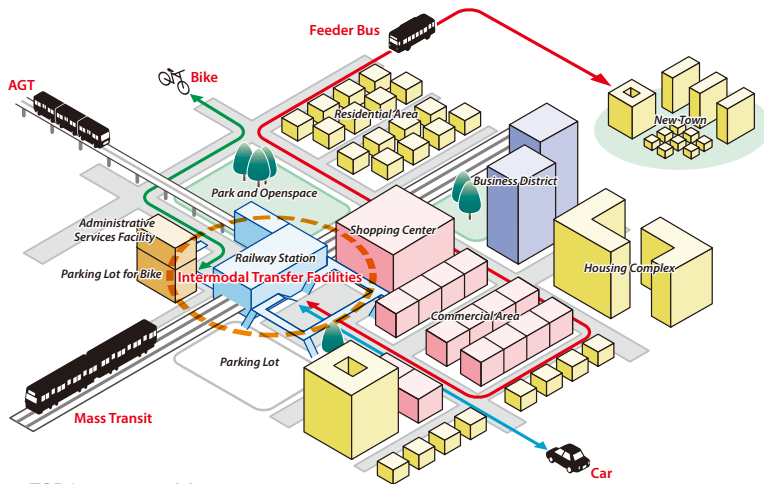 Feeder Bus
AGT
Bike
Residential Area
New Town
Park and Openspace
Business District
Administrative
Services Facility
Shopping Center
Railway Station
Parking Lot for Bike
Intermodal Transfer Facilities
Housing Complex
Commercial Area
Parking Lot
Mass Transit
Car